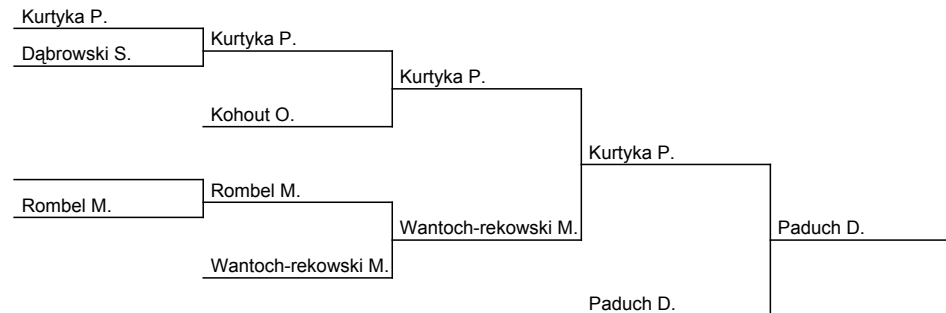 Kurtyka P.
Dąbrowski S.
Kurtyka P.
Kohout O.
Kurtyka P.
Rombel M.
Rombel M.
Wantoch-rekowski M.
Wantoch-rekowski M.
Kurtyka P.
Paduch D.
Paduch D.